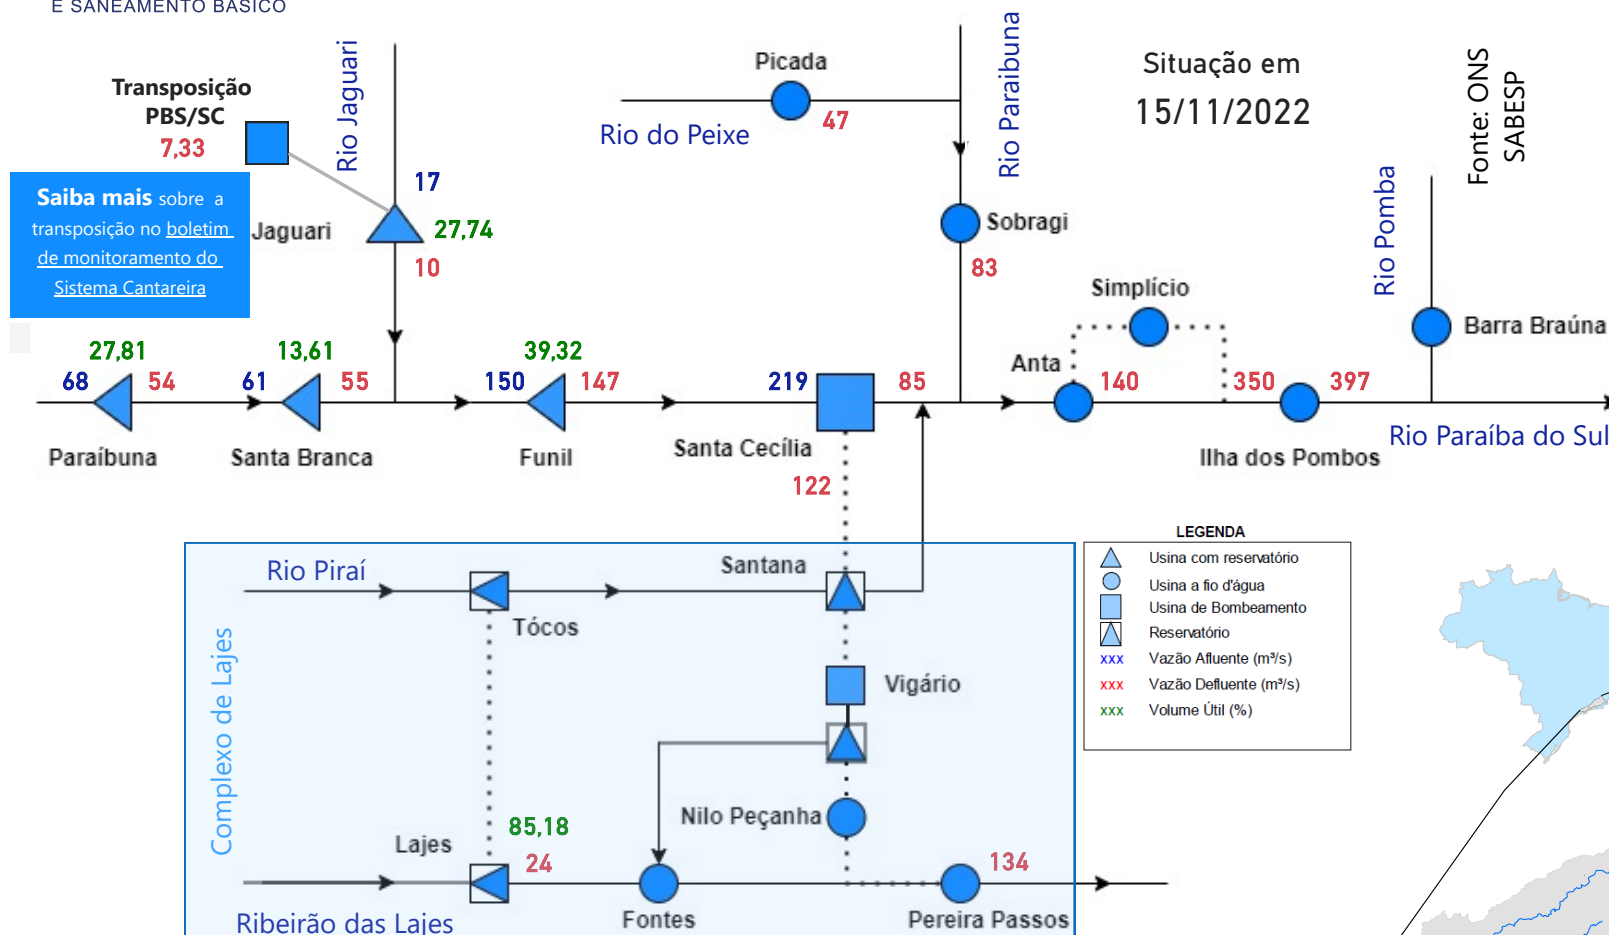 E SANEAMENTO BÁSICO
Transposição
PBS/SC
7,33
Rio Jaguari
Picada
47
Rio do Peixe
Rio Paraibuna
Situação em
15/11/2022
Fonte: ONS
SABESP
Saiba mais sobre a
transposição no boletim
de monitoramento do
Sistema Cantareira
Jaguari
17
27,74
10
Sobragi
83
Simplício
Rio Pomba
Barra Braúna
27,81
68
54
Paraíbuna
13,61
61
55
Santa Branca
39,32
150
147
Funil
219
85
Santa Cecília
122
Anta
140
350
397
Ilha dos Pombos
Rio Paraíba do Sul
Complexo de Lajes
Rio Piraí
Tócos
Santana
Vigário
Nilo Peçanha
Lajes
85,18
24
Ribeirão das Lajes
Fontes
134
Pereira Passos
LEGENDA
Usina com reservatório
Usina a fio d'água
Usina de Bombeamento
Reservatório
xxx Vazão Afluente (m³/s)
xxx Vazão Defluente (m³/s)
xxx Volume Útil (%)